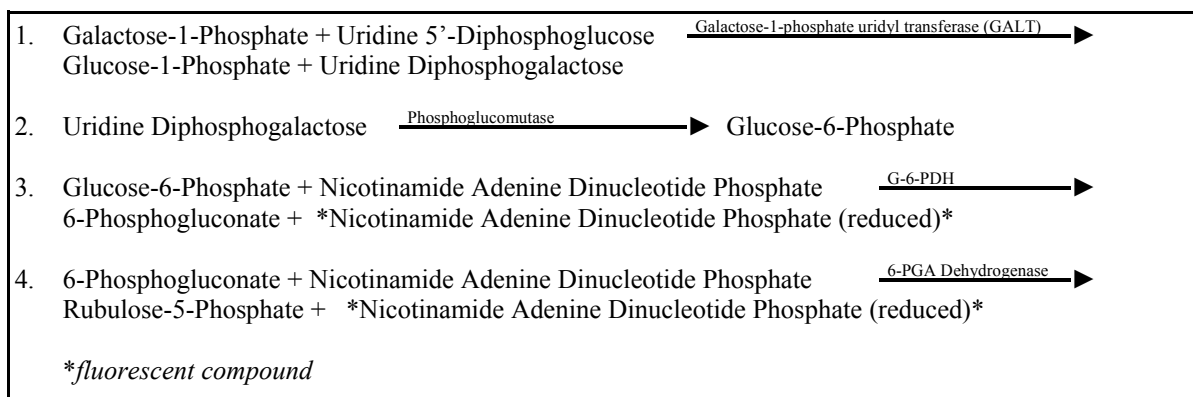 1. Galactose-1-Phosphate + Uridine 5’-Diphosphoglucose Galactose-1-phosphate uridyl transferase (GALT)
Glucose-1-Phosphate + Uridine Diphosphogalactose
2. Uridine Diphosphogalactose Phosphoglucomutase Glucose-6-Phosphate
3. Glucose-6-Phosphate + Nicotinamide Adenine Dinucleotide Phosphate G-6-PDH
6-Phosphogluconate + *Nicotinamide Adenine Dinucleotide Phosphate (reduced)*
4. 6-Phosphogluconate + Nicotinamide Adenine Dinucleotide Phosphate 6-PGA Dehydrogenase
Rubulose-5-Phosphate + *Nicotinamide Adenine Dinucleotide Phosphate (reduced)*
*fluorescent compound